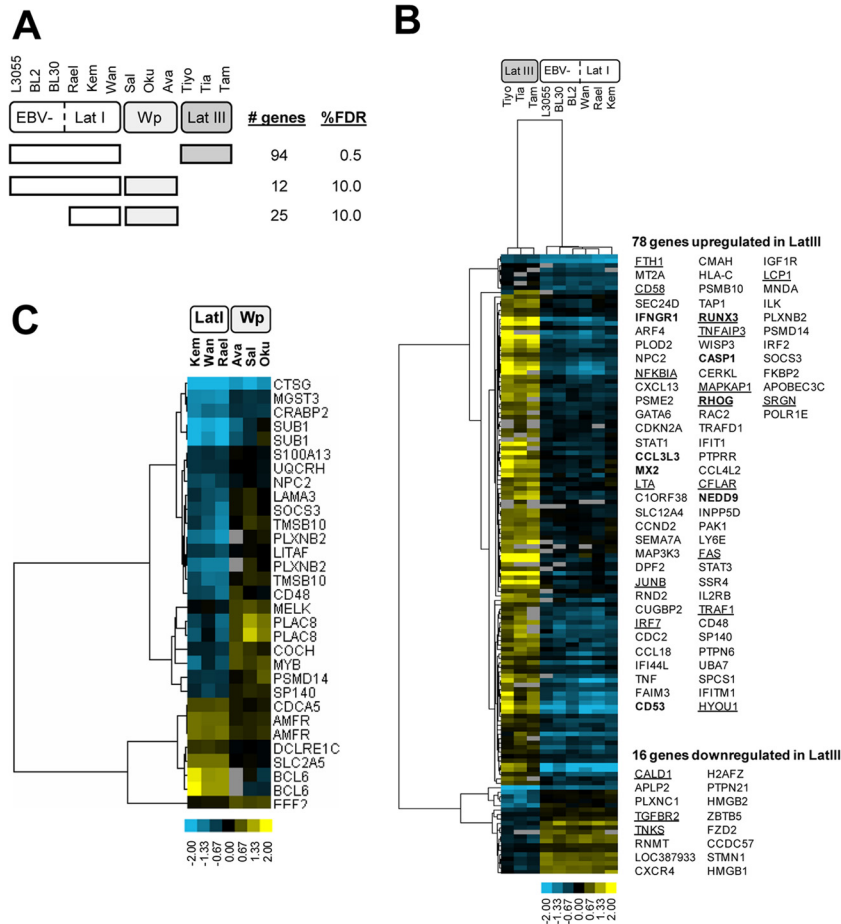 A
L3055 BL2 BL30 Rael Kem Wan Sal Oku Ava Tiyo Tia Tam
EBV- Lat I Wp Lat III # genes %FDR
94 0.5
12 10.0
25 10.0
B
Lat III EBV- Lat I
Tiyo Tia Tam L3055 BL30 BL2 Wan Rael Kem
78 genes upregulated in LatIII
FTH1 CMAH IGF1R
MT2A HLA-C LCP1
CD58 PSMB10 MNDA
SEC24D TAP1 ILK
IFNGR1 RUNX3 PLXNB2
ARF4 TNFAIP3 PSMD14
PLOD2 WISP3 IRF2
NPC2 CASP1 SOCS3
NFKBIA CERKL FKBP2
CXCL13 MAPKAP1 APOBEC3C
PSME2 RHOG SRGN
GATA6 RAC2 POLR1E
CDKN2A TRAFD1
STAT1 IFIT1
CCL3L3 PTPRR
MX2 CCL4L2
LTA CFLAR
C1ORF38 NEDD9
SLC12A4 INPP5D
CCND2 PAK1
SEMA7A LY6E
MAP3K3 FAS
DPF2 STAT3
JUNB SSR4
RND2 IL2RB
CUGBP2 TRAF1
IRF7 CD48
CDC2 SP140
CCL18 PTPN6
IFI44L UBA7
TNF SPCS1
FAIM3 IFITM1
CD53 HYOU1
16 genes downregulated in LatIII
CALD1 H2AFZ
APLP2 PTPN21
PLXNC1 HMGB2
TGFBR2 ZBTB5
TNKS FZD2
RNMT CCDC57
LOC387933 STMN1
CXCR4 HMGB1
-2.00 -1.33 -0.67 0.00 0.67 1.33 2.00
C
LatI Wp
Kem Wan Rael Ava Sal Oku
CTSG
MGST3
CRABP2
SUB1
SUB1
S100A13
UQCRH
NPC2
LAMA3
SOCS3
TMSB10
PLXNB2
LITAF
PLXNB2
TMSB10
CD48
MELK
PLAC8
PLAC8
COCH
MYB
PSMD14
SP140
CDCA5
AMFR
AMFR
DCLRE1C
SLC2A5
BCL6
BCL6
EEF2
-2.00 -1.33 -0.67 0.00 0.67 1.33 2.00